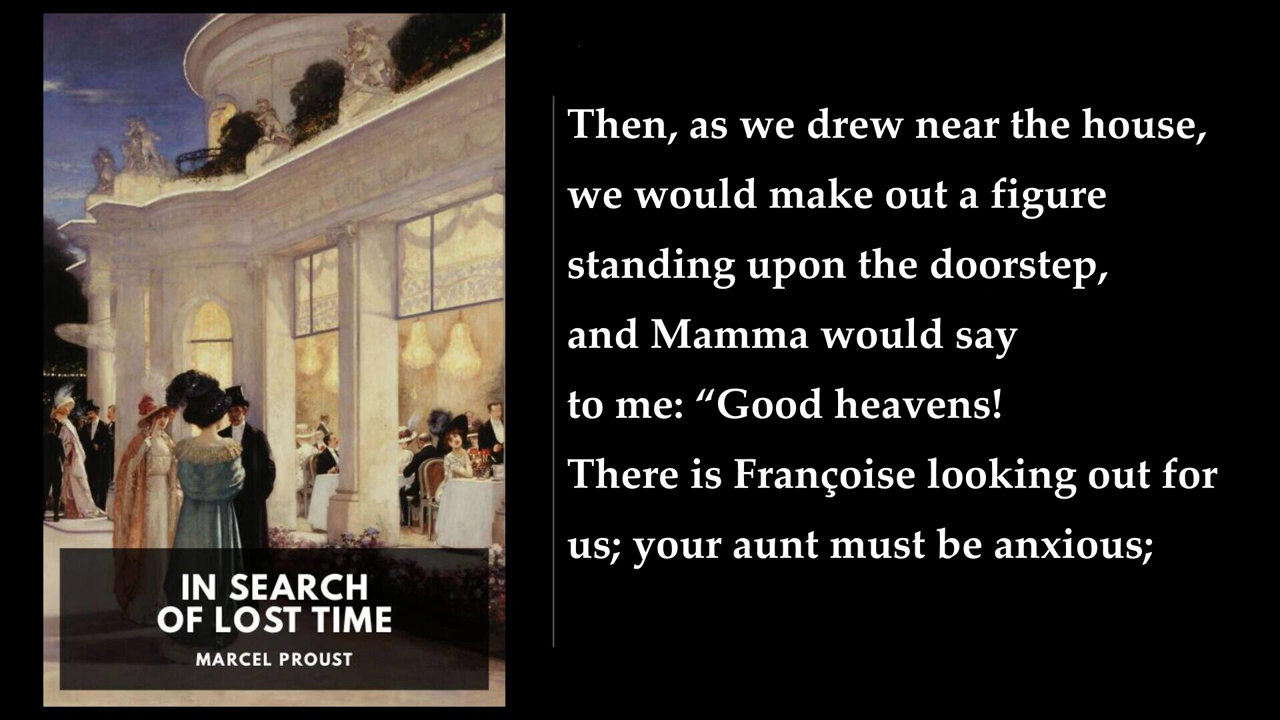 IN SEARCH
OF LOST TIME
MARCEL PROUST
Then, as we drew near the house,
we would make out a figure
standing upon the doorstep,
and Mamma would say
to me: “Good heavens!
There is Françoise looking out for
us; your aunt must be anxious;